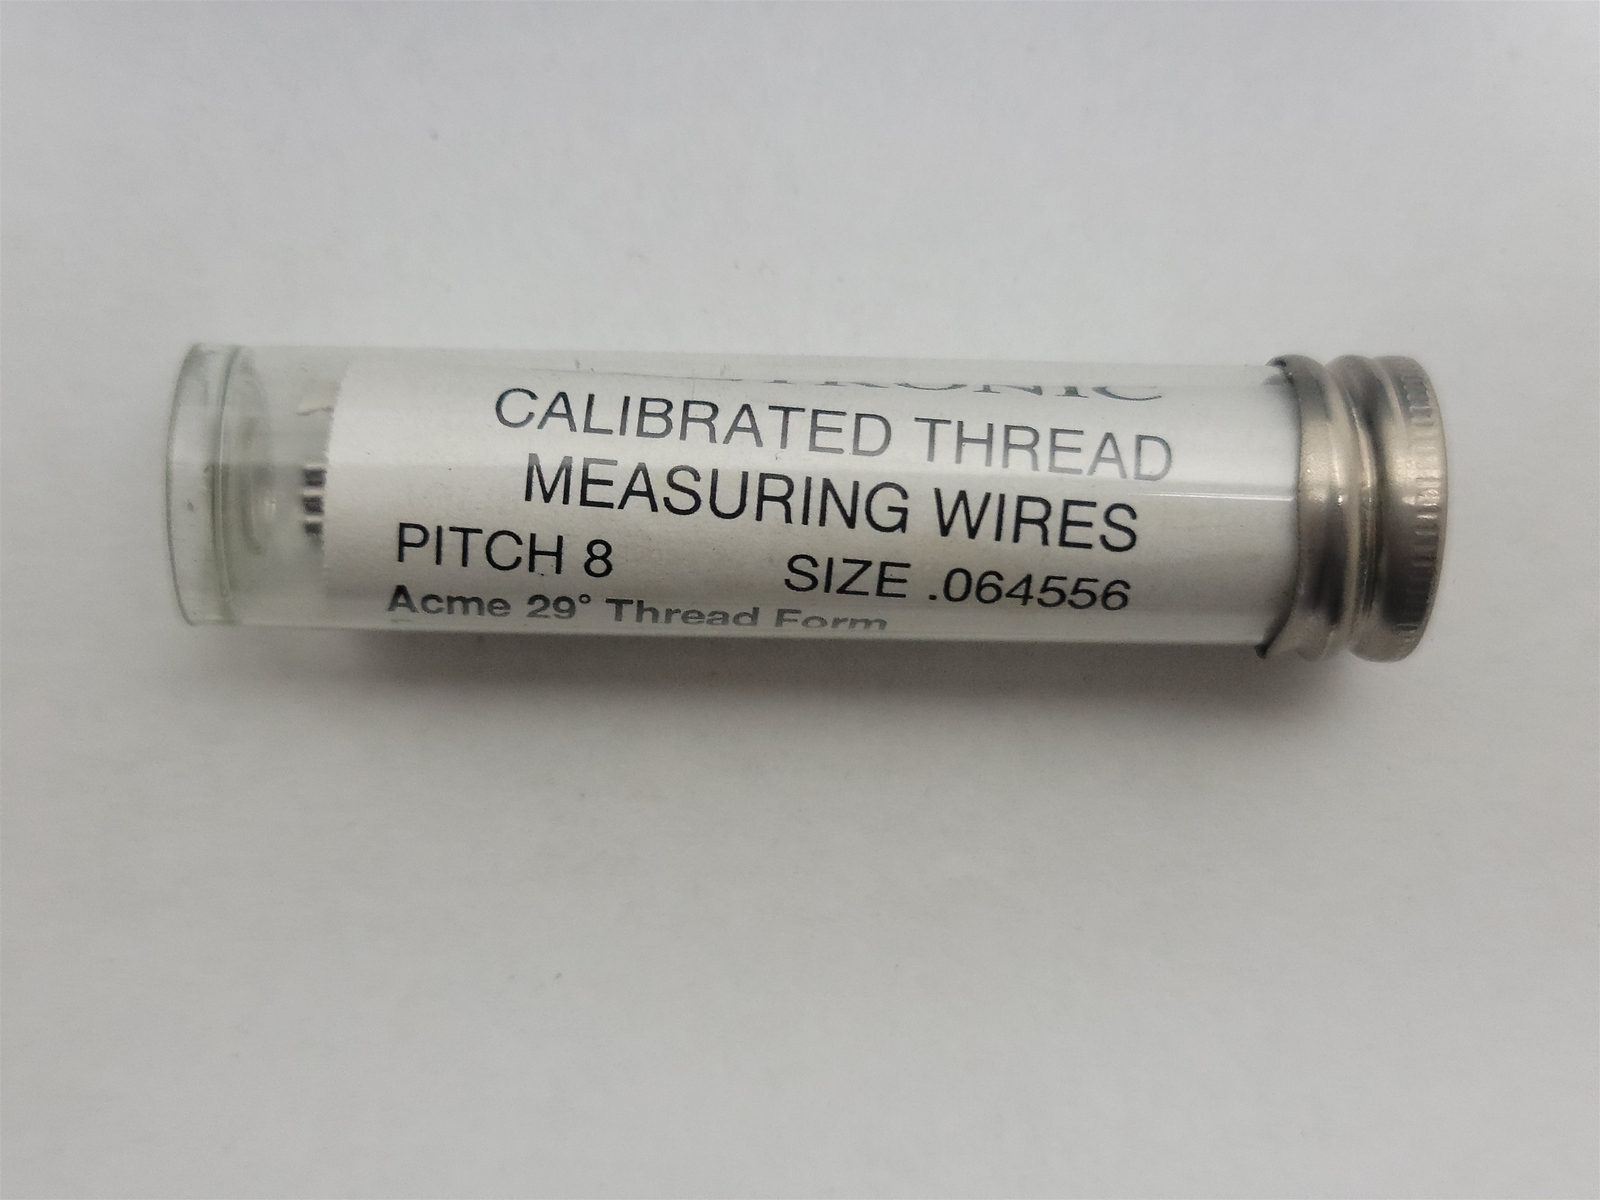 CALIBRATED THREAD
MEASURING WIRES
PITCH 8 SIZE .064556
Acme 29° Thread Form